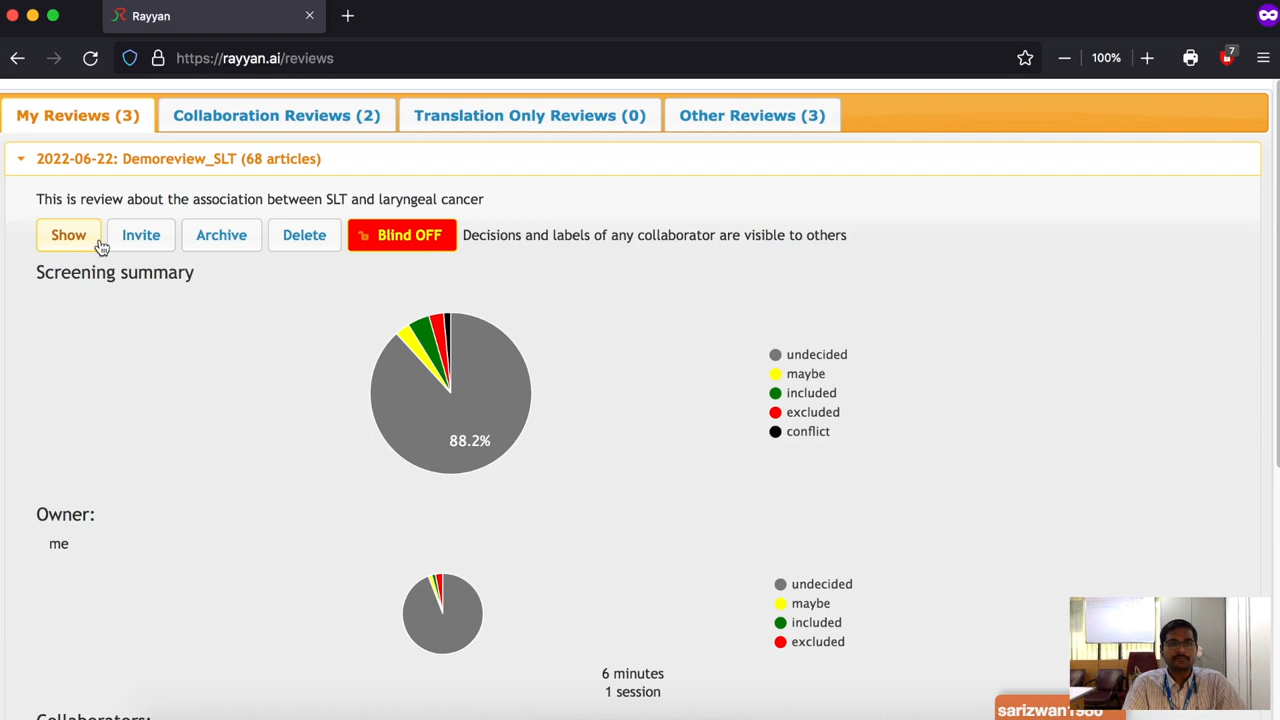 Rayyan
7
https://rayyan.ai/reviews
100%
My Reviews (3)
Collaboration Reviews (2)
Translation Only Reviews (0)
Other Reviews (3)
2022-06-22: Demoreview_SLT (68 articles)
This is review about the association between SLT and laryngeal cancer
Show
Invite
Archive
Delete
Blind OFF
Decisions and labels of any collaborator are visible to others
Screening summary
88.2%
undecided
maybe
included
excluded
conflict
Owner:
me
undecided
maybe
included
excluded
6 minutes
1 session
Collaborators:
sarizwan1986